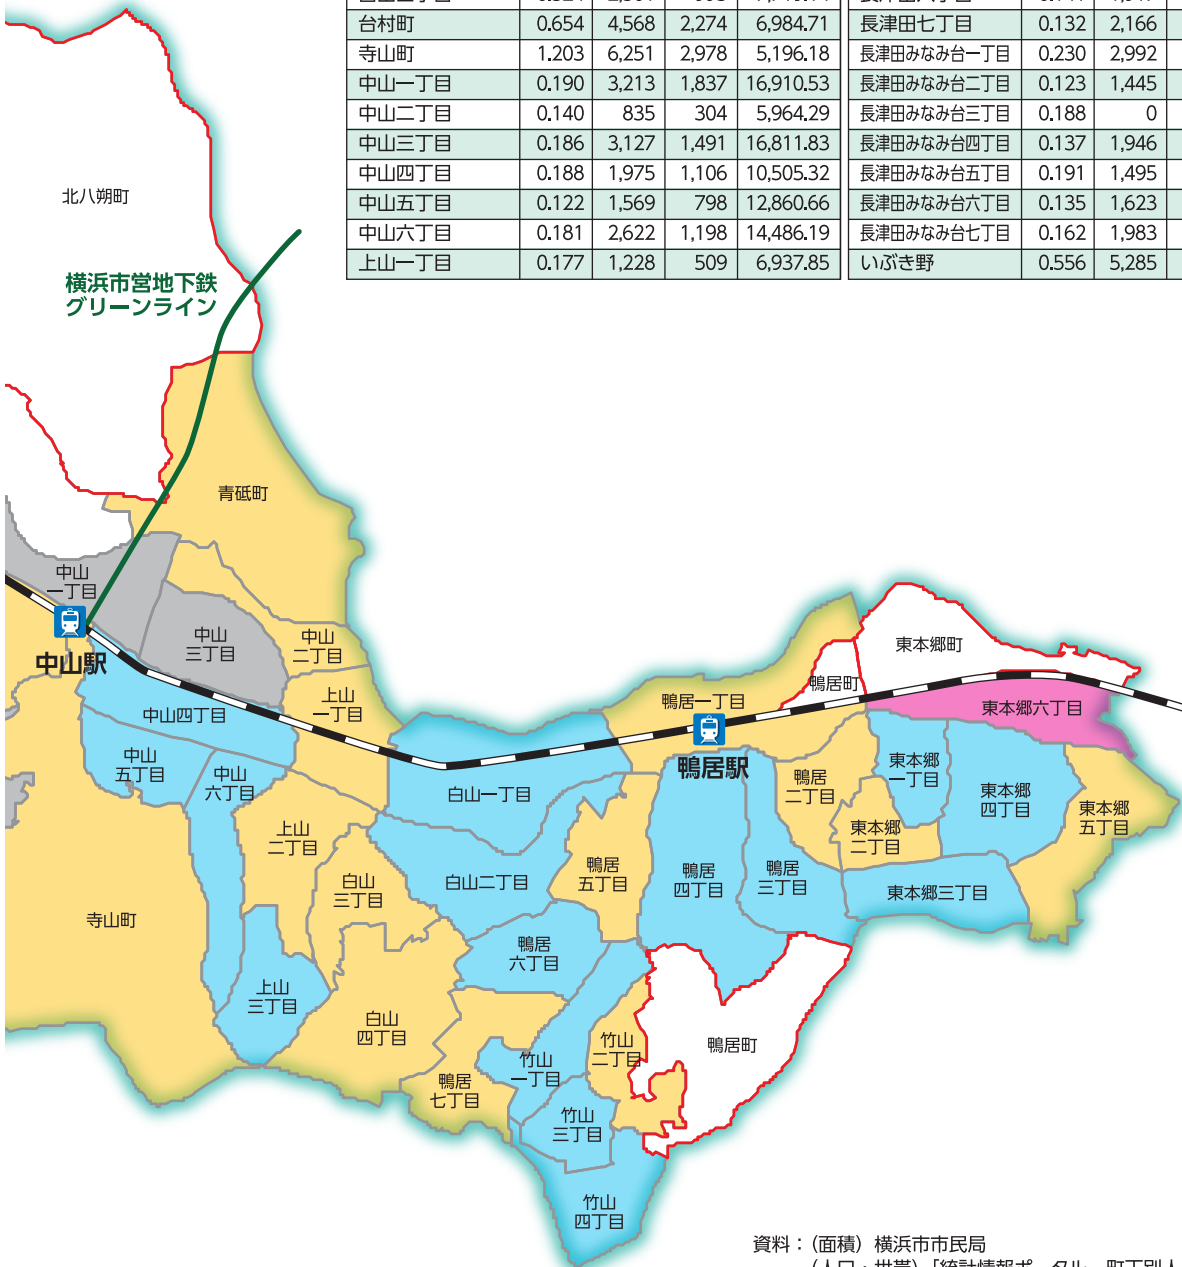 台村町 0.654 4,568 2,274 6,984.71 長津田七丁目 0.132 2,166
寺山町 1.203 6,251 2,978 5,196.18 長津田みなみ台一丁目 0.230 2,992
中山一丁目 0.190 3,213 1,837 16,910.53 長津田みなみ台二丁目 0.123 1,445
中山二丁目 0.140 835 304 5,964.29 長津田みなみ台三丁目 0.188 0
中山三丁目 0.186 3,127 1,491 16,811.83 長津田みなみ台四丁目 0.137 1,946
中山四丁目 0.188 1,975 1,106 10,505.32 長津田みなみ台五丁目 0.191 1,495
中山五丁目 0.122 1,569 798 12,860.66 長津田みなみ台六丁目 0.135 1,623
中山六丁目 0.181 2,622 1,198 14,486.19 長津田みなみ台七丁目 0.162 1,983
上山一丁目 0.177 1,228 509 6,937.85 いぶき野 0.556 5,285
北八朔町
横浜市営地下鉄
グリーンライン
青砥町
中山
一丁目
中山
三丁目
中山
二丁目
中山駅
上山
一丁目
中山四丁目
中山
五丁目
中山
六丁目
東本郷町
鴨居町
鴨居一丁目
東本郷六丁目
鴨居駅
白山一丁目
鴨居
二丁目
東本郷
一丁目
東本郷
四丁目
東本郷
五丁目
上山
二丁目
東本郷
二丁目
白山
三丁目
白山二丁目
鴨居
五丁目
鴨居
四丁目
鴨居
三丁目
東本郷三丁目
寺山町
鴨居
六丁目
上山
三丁目
白山
四丁目
竹山
二丁目
鴨居町
竹山
一丁目
鴨居
七丁目
竹山
三丁目
竹山
四丁目
資料：(面積) 横浜市市民局